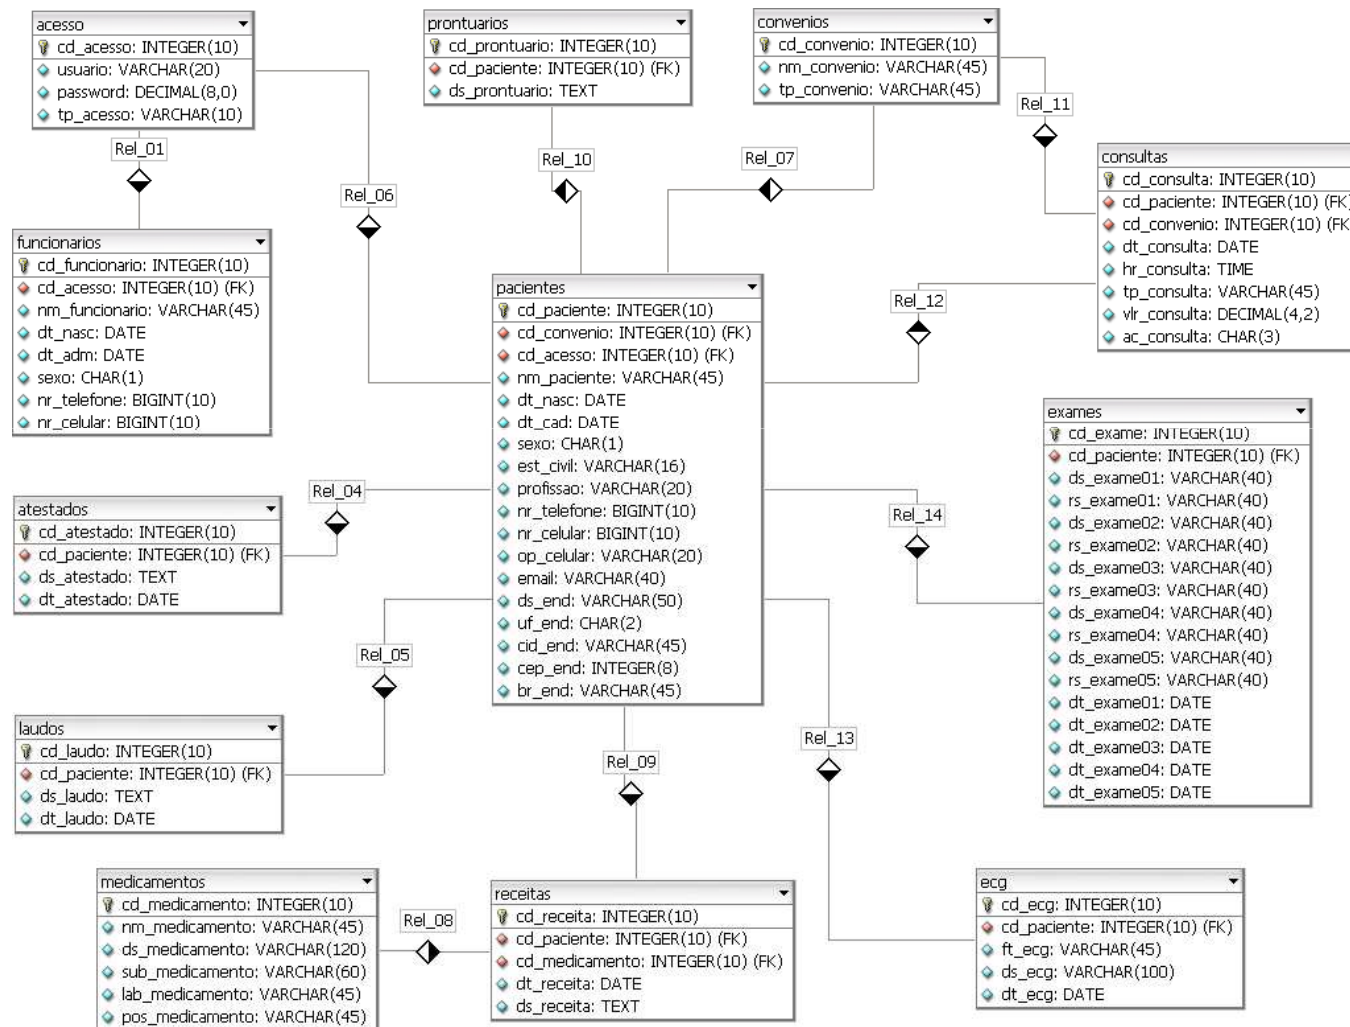 acesso
cd_acesso: INTEGER(10)
usuario: VARCHAR(20)
password: DECIMAL(8,0)
tp_acesso: VARCHAR(10)
prontuarios
cd_prontuario: INTEGER(10)
cd_paciente: INTEGER(10) (FK)
ds_prontuario: TEXT
convenios
cd_convenio: INTEGER(10)
nm_convenio: VARCHAR(45)
tp_convenio: VARCHAR(45)
Rel_11
Rel_01
Rel_10
Rel_07
Rel_06
consultas
cd_consulta: INTEGER(10)
cd_paciente: INTEGER(10) (FK)
cd_convenio: INTEGER(10) (FK
dt_consulta: DATE
hr_consulta: TIME
tp_consulta: VARCHAR(45)
vlr_consulta: DECIMAL(4,2)
ac_consulta: CHAR(3)
funcionarios
cd_funcionario: INTEGER(10)
cd_acesso: INTEGER(10) (FK)
nm_funcionario: VARCHAR(45)
dt_nasc: DATE
dt_adm: DATE
sexo: CHAR(1)
nr_telefone: BIGINT(10)
nr_celular: BIGINT(10)
Rel_12
pacientes
cd_paciente: INTEGER(10)
cd_convenio: INTEGER(10) (FK)
cd_acesso: INTEGER(10) (FK)
nm_paciente: VARCHAR(45)
dt_nasc: DATE
dt_cad: DATE
sexo: CHAR(1)
est_civil: VARCHAR(16)
profissao: VARCHAR(20)
nr_telefone: BIGINT(10)
nr_celular: BIGINT(10)
op_celular: VARCHAR(20)
email: VARCHAR(40)
ds_end: VARCHAR(50)
uf_end: CHAR(2)
cid_end: VARCHAR(45)
cep_end: INTEGER(8)
br_end: VARCHAR(45)
exames
cd_exame: INTEGER(10)
cd_paciente: INTEGER(10) (FK)
ds_exame01: VARCHAR(40)
rs_exame01: VARCHAR(40)
ds_exame02: VARCHAR(40)
rs_exame02: VARCHAR(40)
ds_exame03: VARCHAR(40)
rs_exame03: VARCHAR(40)
ds_exame04: VARCHAR(40)
rs_exame04: VARCHAR(40)
ds_exame05: VARCHAR(40)
rs_exame05: VARCHAR(40)
dt_exame01: DATE
dt_exame02: DATE
dt_exame03: DATE
dt_exame04: DATE
dt_exame05: DATE
Rel_04
Rel_14
atestados
cd_atestado: INTEGER(10)
cd_paciente: INTEGER(10) (FK)
ds_atestado: TEXT
dt_atestado: DATE
Rel_05
laudos
cd_laudo: INTEGER(10)
cd_paciente: INTEGER(10) (FK)
ds_laudo: TEXT
dt_laudo: DATE
Rel_13
Rel_09
medicamentos
cd_medicamento: INTEGER(10)
nm_medicamento: VARCHAR(45)
ds_medicamento: VARCHAR(120)
sub_medicamento: VARCHAR(60)
lab_medicamento: VARCHAR(45)
pos_medicamento: VARCHAR(45)
Rel_08
receitas
cd_receita: INTEGER(10)
cd_paciente: INTEGER(10) (FK)
cd_medicamento: INTEGER(10) (FK)
dt_receita: DATE
ds_receita: TEXT
ecg
cd_ecg: INTEGER(10)
cd_paciente: INTEGER(10) (FK)
ft_ecg: VARCHAR(45)
ds_ecg: VARCHAR(100)
dt_ecg: DATE